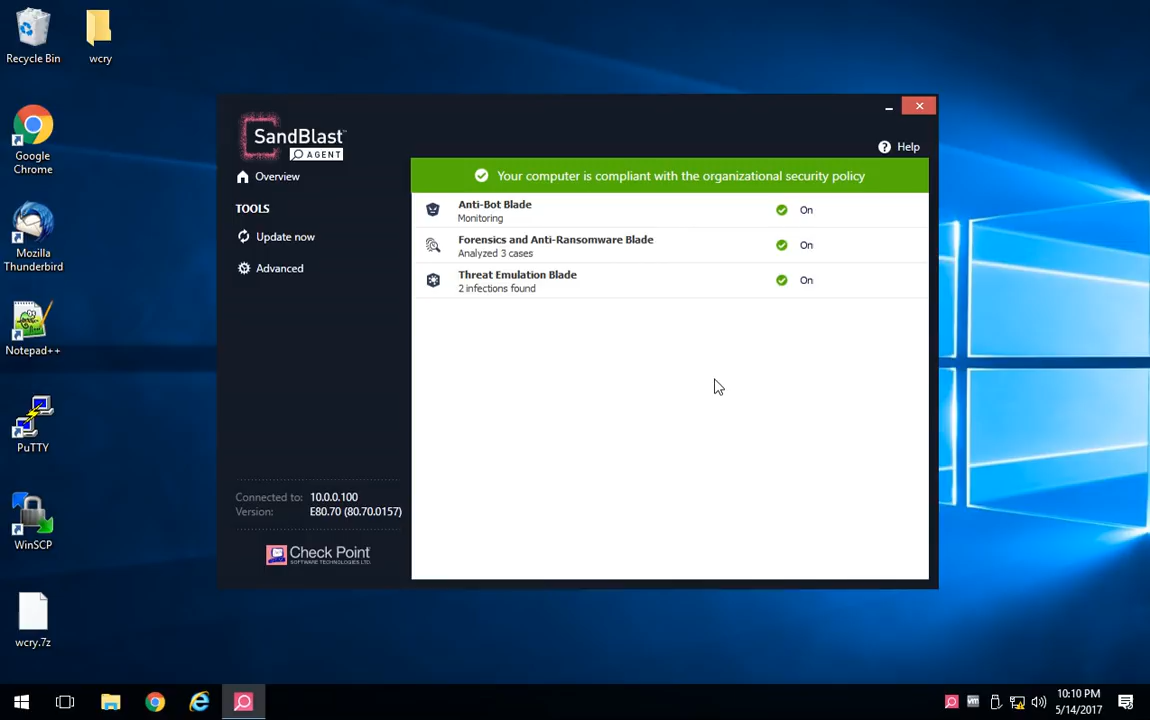 Recycle Bin
wcry
Google
Chrome
Mozilla
Thunderbird
Notepad++
PuTTY
WinSCP
wcry.7z
SandBlast
AGENT
Help
Overview
TOOLS
Update now
Advanced
Your computer is compliant with the organizational security policy
Anti-Bot Blade
On
Monitoring
Forensics and Anti-Ransomware Blade
On
Analyzed 3 cases
Threat Emulation Blade
On
2 infections found
Connected to: 10.0.0.100
Version: E80.70 (80.70.0157)
Check Point
SOFTWARE TECHNOLOGIES LTD.
vm
10:10 PM
5/14/2017